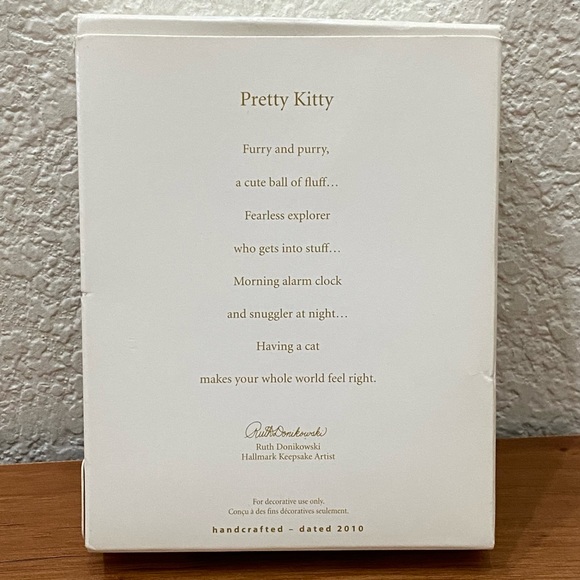 Pretty Kitty
Furry and purry,
a cute ball of fluff…
Fearless explorer
who gets into stuff…
Morning alarm clock
and snuggler at night…
Having a cat
makes your whole world feel right.
Ruth Donikowski
Ruth Donikowski
Hallmark Keepsake Artist
For decorative use only.
Conçu à des fins décoratives seulement.
handcrafted – dated 2010